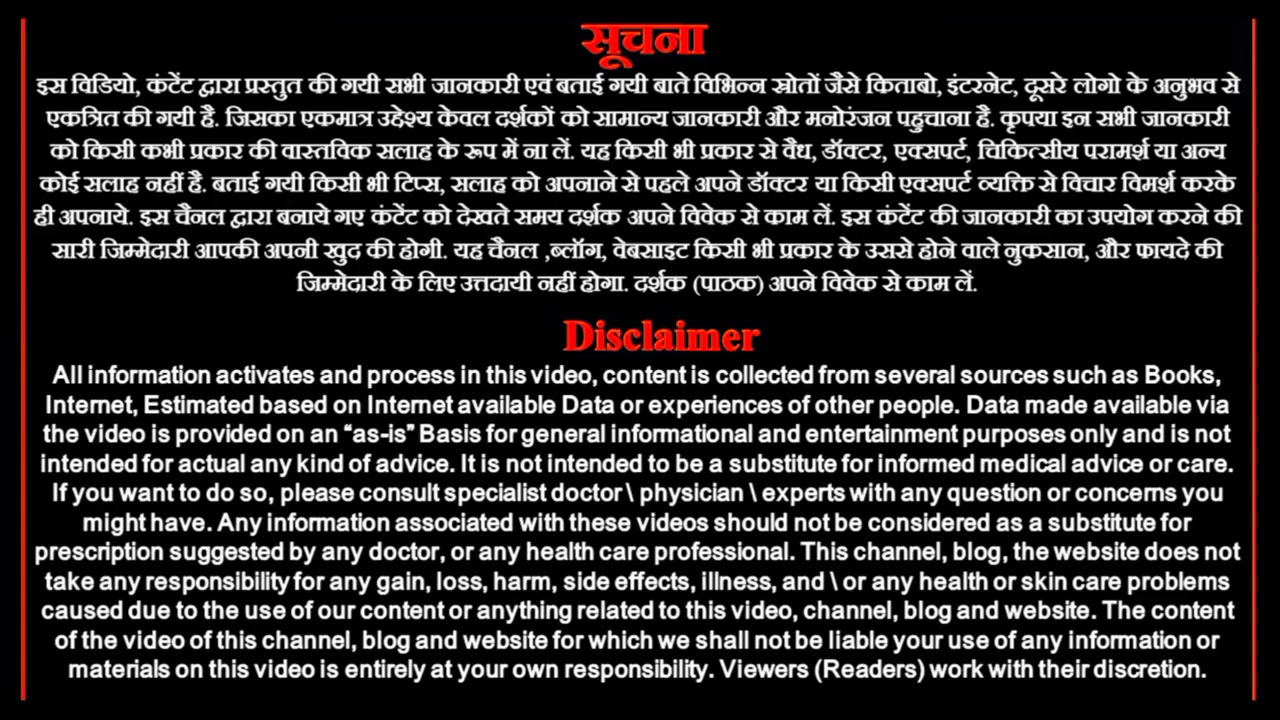 सूचना
इस विडियो, कंटेंट द्वारा प्रस्तुत की गयी सभी जानकारी एवं बताई गयी बाते विभिन्न स्रोतों जैसे किताबो, इंटरनेट, दूसरे लोगो के अनुभव से
एकत्रित की गयी है. जिसका एकमात्र उद्देश्य केवल दर्शकों को सामान्य जानकारी और मनोरंजन पहुचाना है. कृपया इन सभी जानकारी
को किसी कभी प्रकार की वास्तविक सलाह के रूप में ना लें. यह किसी भी प्रकार से वैध, डॉक्टर, एक्सपर्ट, चिकित्सीय परामर्श या अन्य
कोई सलाह नहीं है. बताई गयी किसी भी टिप्स, सलाह को अपनाने से पहले अपने डॉक्टर या किसी एक्सपर्ट व्यक्ति से विचार विमर्श करके
ही अपनाये. इस चैनल द्वारा बनाये गए कंटेंट को देखते समय दर्शक अपने विवेक से काम लें. इस कंटेंट की जानकारी का उपयोग करने की
सारी जिम्मेदारी आपकी अपनी खुद की होगी. यह चैनल ,ब्लॉग, वेबसाइट किसी भी प्रकार के उससे होने वाले नुकसान, और फायदे की
जिम्मेदारी के लिए उत्तदायी नहीं होगा. दर्शक (पाठक) अपने विवेक से काम लें.
Disclaimer
All information activates and process in this video, content is collected from several sources such as Books,
Internet, Estimated based on Internet available Data or experiences of other people. Data made available via
the video is provided on an “as-is” Basis for general informational and entertainment purposes only and is not
intended for actual any kind of advice. It is not intended to be a substitute for informed medical advice or care.
If you want to do so, please consult specialist doctor \ physician \ experts with any question or concerns you
might have. Any information associated with these videos should not be considered as a substitute for
prescription suggested by any doctor, or any health care professional. This channel, blog, the website does not
take any responsibility for any gain, loss, harm, side effects, illness, and \ or any health or skin care problems
caused due to the use of our content or anything related to this video, channel, blog and website. The content
of the video of this channel, blog and website for which we shall not be liable your use of any information or
materials on this video is entirely at your own responsibility. Viewers (Readers) work with their discretion.